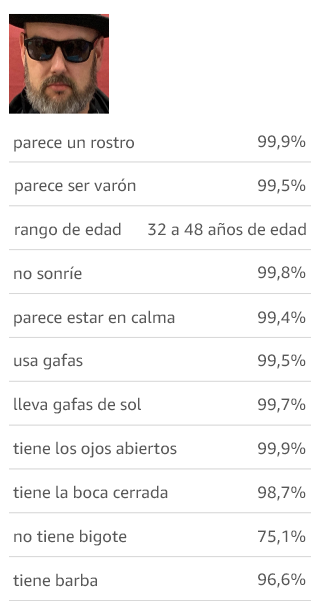 parece un rostro 99,9%
parece ser varón 99,5%
rango de edad 32 a 48 años de edad
no sonríe 99,8%
parece estar en calma 99,4%
usa gafas 99,5%
lleva gafas de sol 99,7%
tiene los ojos abiertos 99,9%
tiene la boca cerrada 98,7%
no tiene bigote 75,1%
tiene barba 96,6%